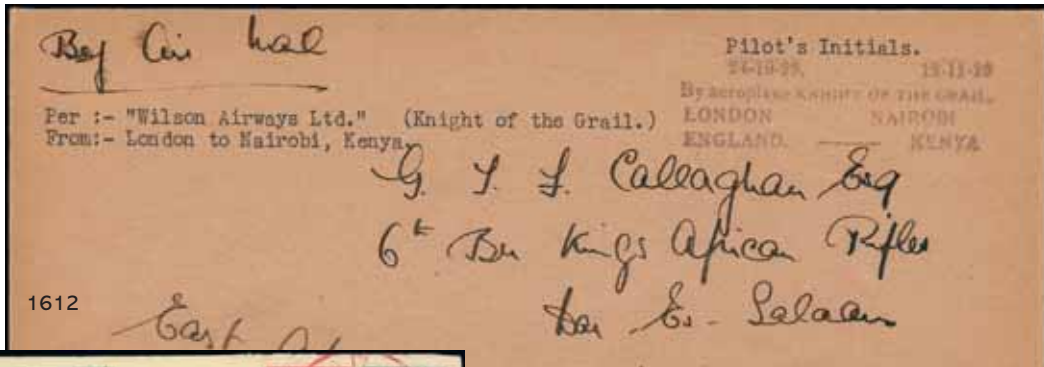 By Air Mail
Pilot's Initials.
24-10-29. 12-11-29
By aeroplane KNIGHT OF THE GRAIL.
LONDON NAIROBI
ENGLAND. —— KENYA
Per :- "Wilson Airways Ltd." (Knight of the Grail.)
From:- London to Nairobi, Kenya.
Callaghan Esq
6th Bn Kings African Rifles
Dar Es- Salaam
1612
East